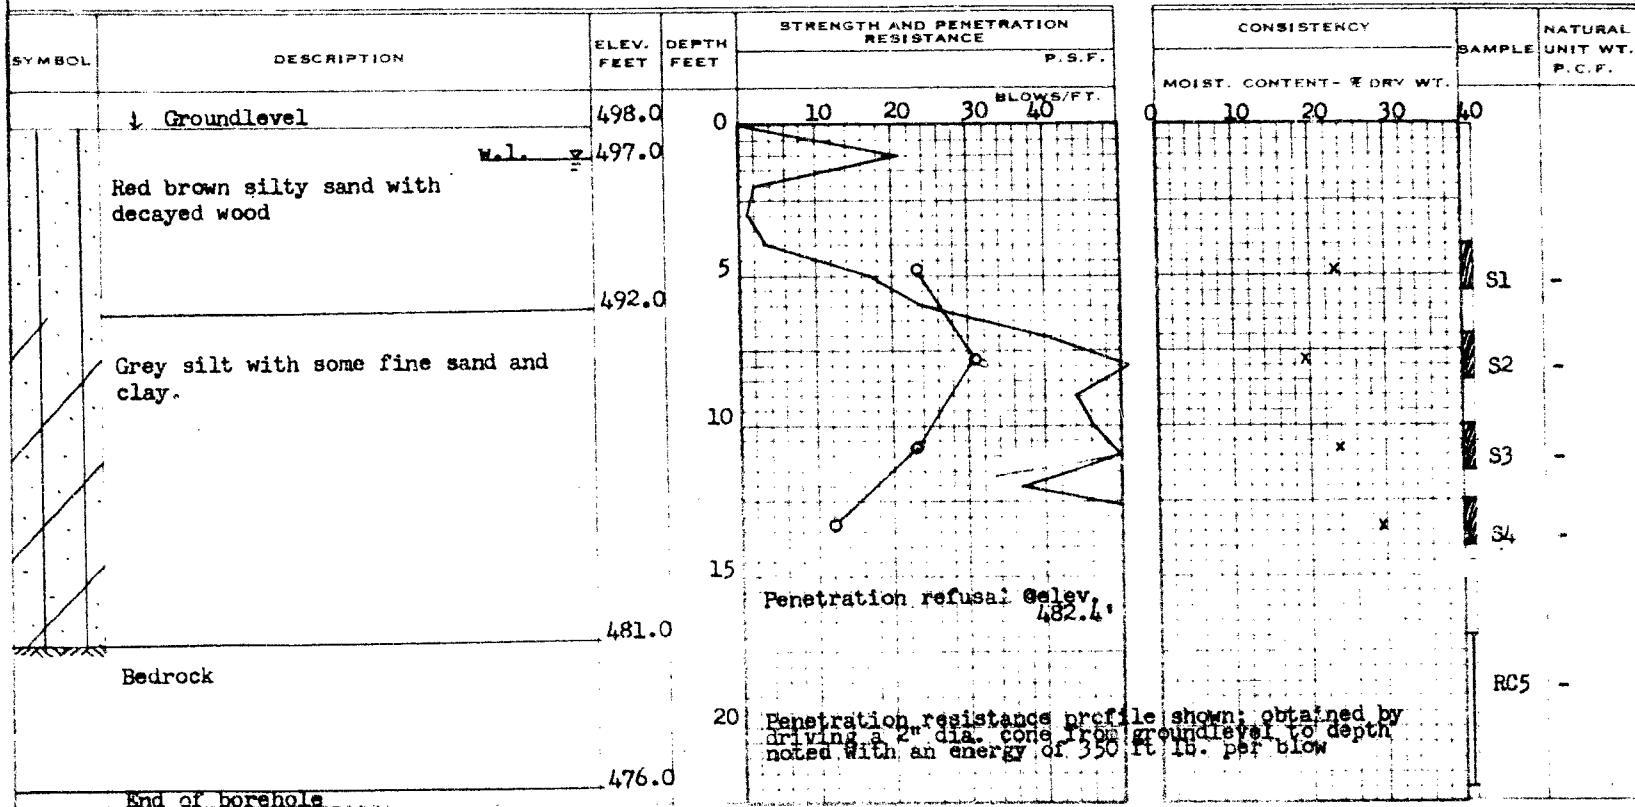 SYMBOL
DESCRIPTION
ELEV. FEET
DEPTH FEET
STRENGTH AND PENETRATION RESISTANCE
P.S.F.
BLOWS/FT.
10 20 30 40
CONSISTENCY
MOIST. CONTENT - % DRY WT.
0 10 20 30 40
SAMPLE
NATURAL UNIT WT. P.C.F.
↓ Groundlevel 498.0
0
w.l. 497.0
Red brown silty sand with
decayed wood
5
S1 -
492.0
Grey silt with some fine sand and
clay.
S2 -
10
S3 -
S4 -
15
Penetration refusal @elev.
482.4'
481.0
Bedrock
RC5 -
20
Penetration resistance profile shown; obtained by
driving a 2" dia. cone from groundlevel to depth
noted with an energy of 350 ft lb. per blow
476.0
End of borehole